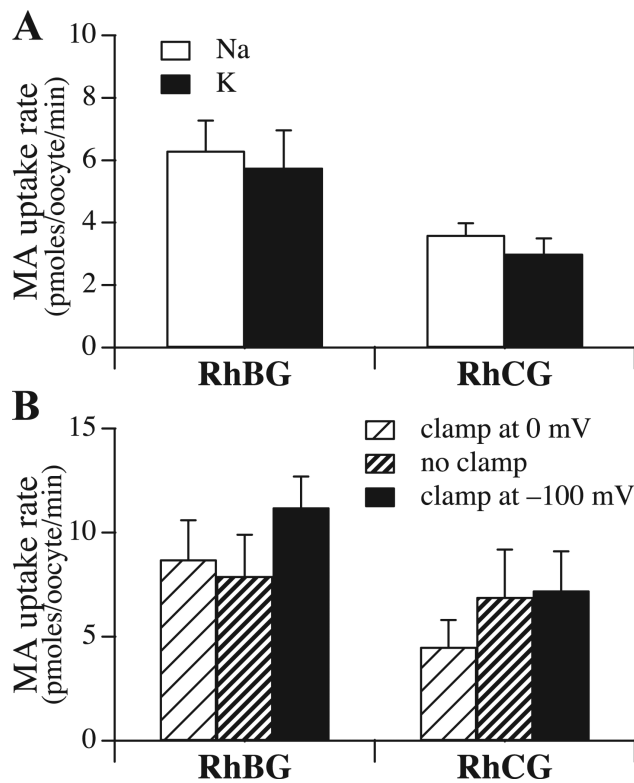 A
10
8
6
4
2
0
MA uptake rate
(pmoles/oocyte/min)
Na
K
RhBG
RhCG
B
15
10
5
0
MA uptake rate
(pmoles/oocyte/min)
clamp at 0 mV
no clamp
clamp at –100 mV
RhBG
RhCG